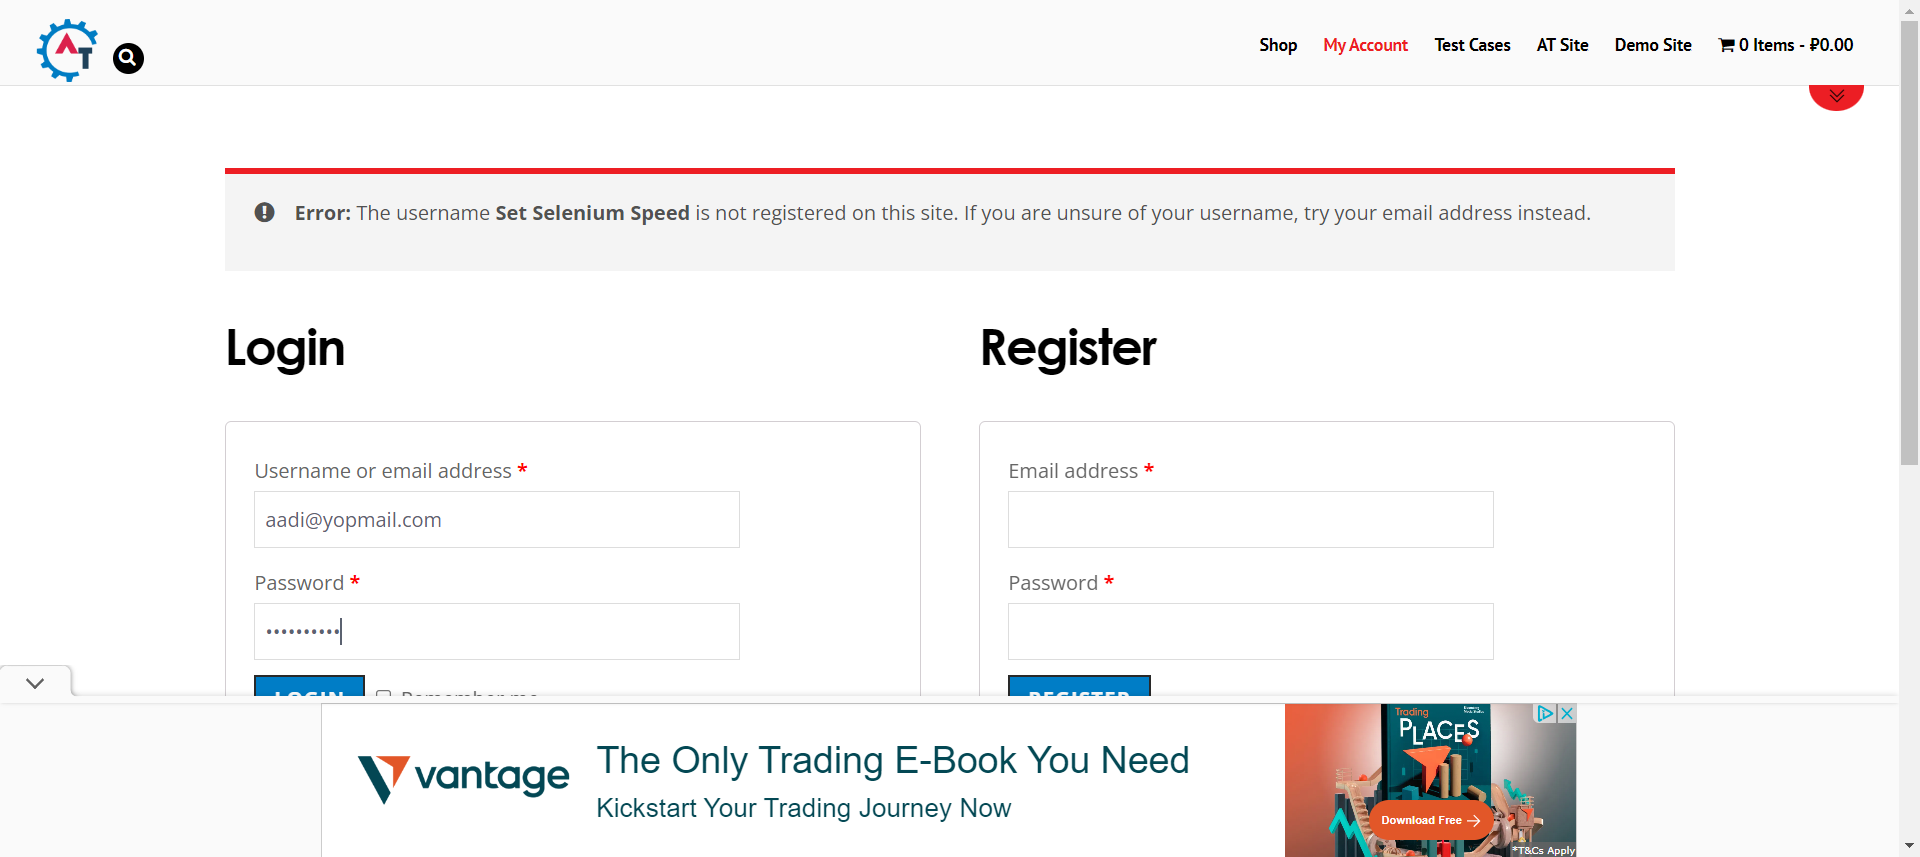 AT
Shop My Account Test Cases AT Site Demo Site 0 Items - ₽0.00
Error: The username Set Selenium Speed is not registered on this site. If you are unsure of your username, try your email address instead.
Login
Register
Username or email address *
aadi@yopmail.com
Password *
••••••••••
LOGIN Remember me
Email address *
Password *
REGISTER
vantage
The Only Trading E-Book You Need
Kickstart Your Trading Journey Now
Trading
PLACES
Download Free →
*T&Cs Apply